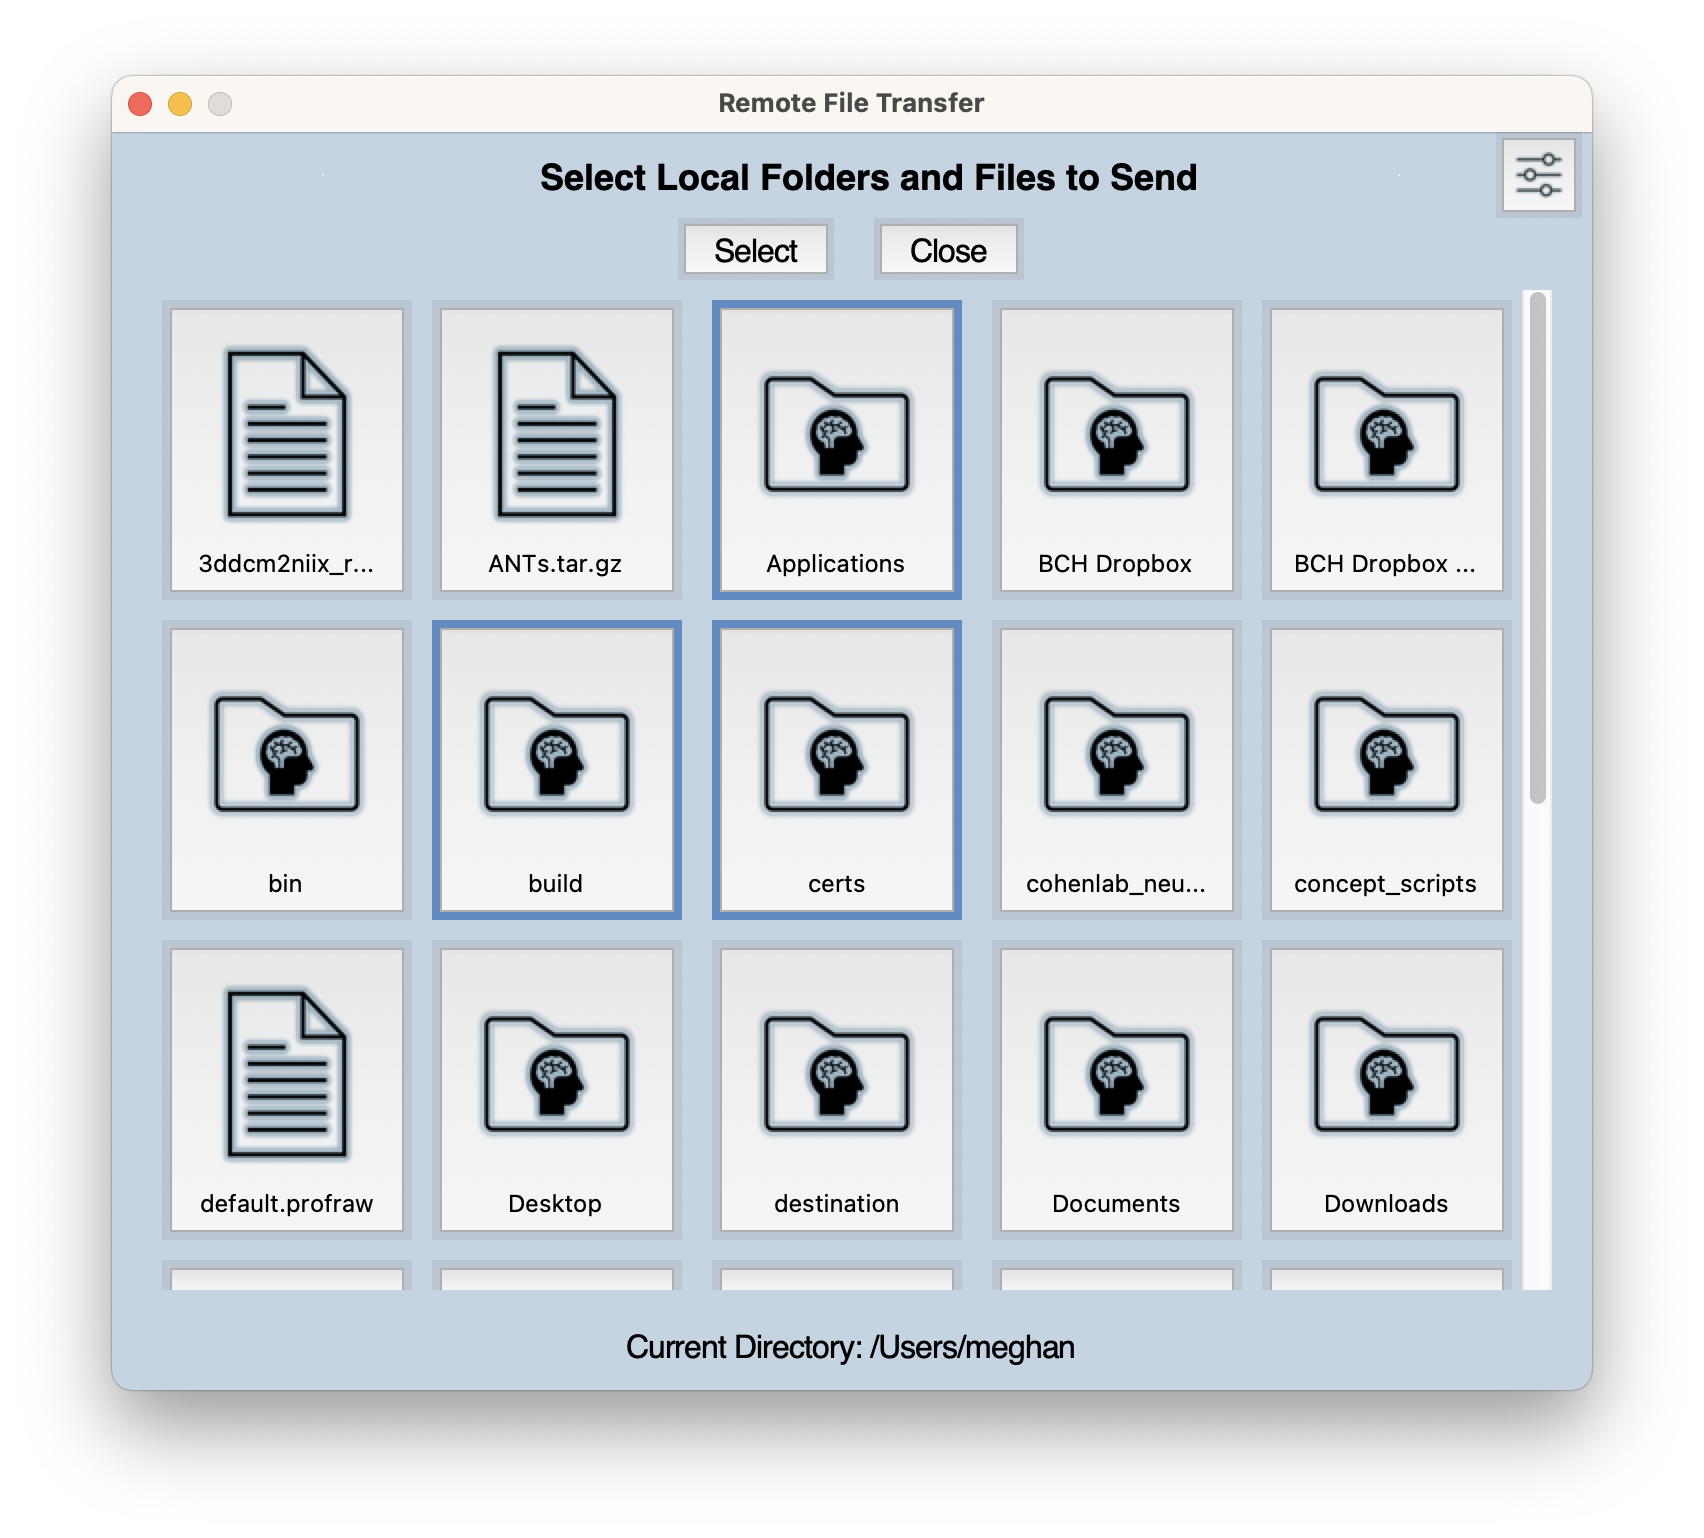 Remote File Transfer
Select Local Folders and Files to Send
Select Close
3ddcm2niix_r... ANTs.tar.gz Applications BCH Dropbox BCH Dropbox ...
bin build certs cohenlab_neu... concept_scripts
default.profraw Desktop destination Documents Downloads
Current Directory: /Users/meghan